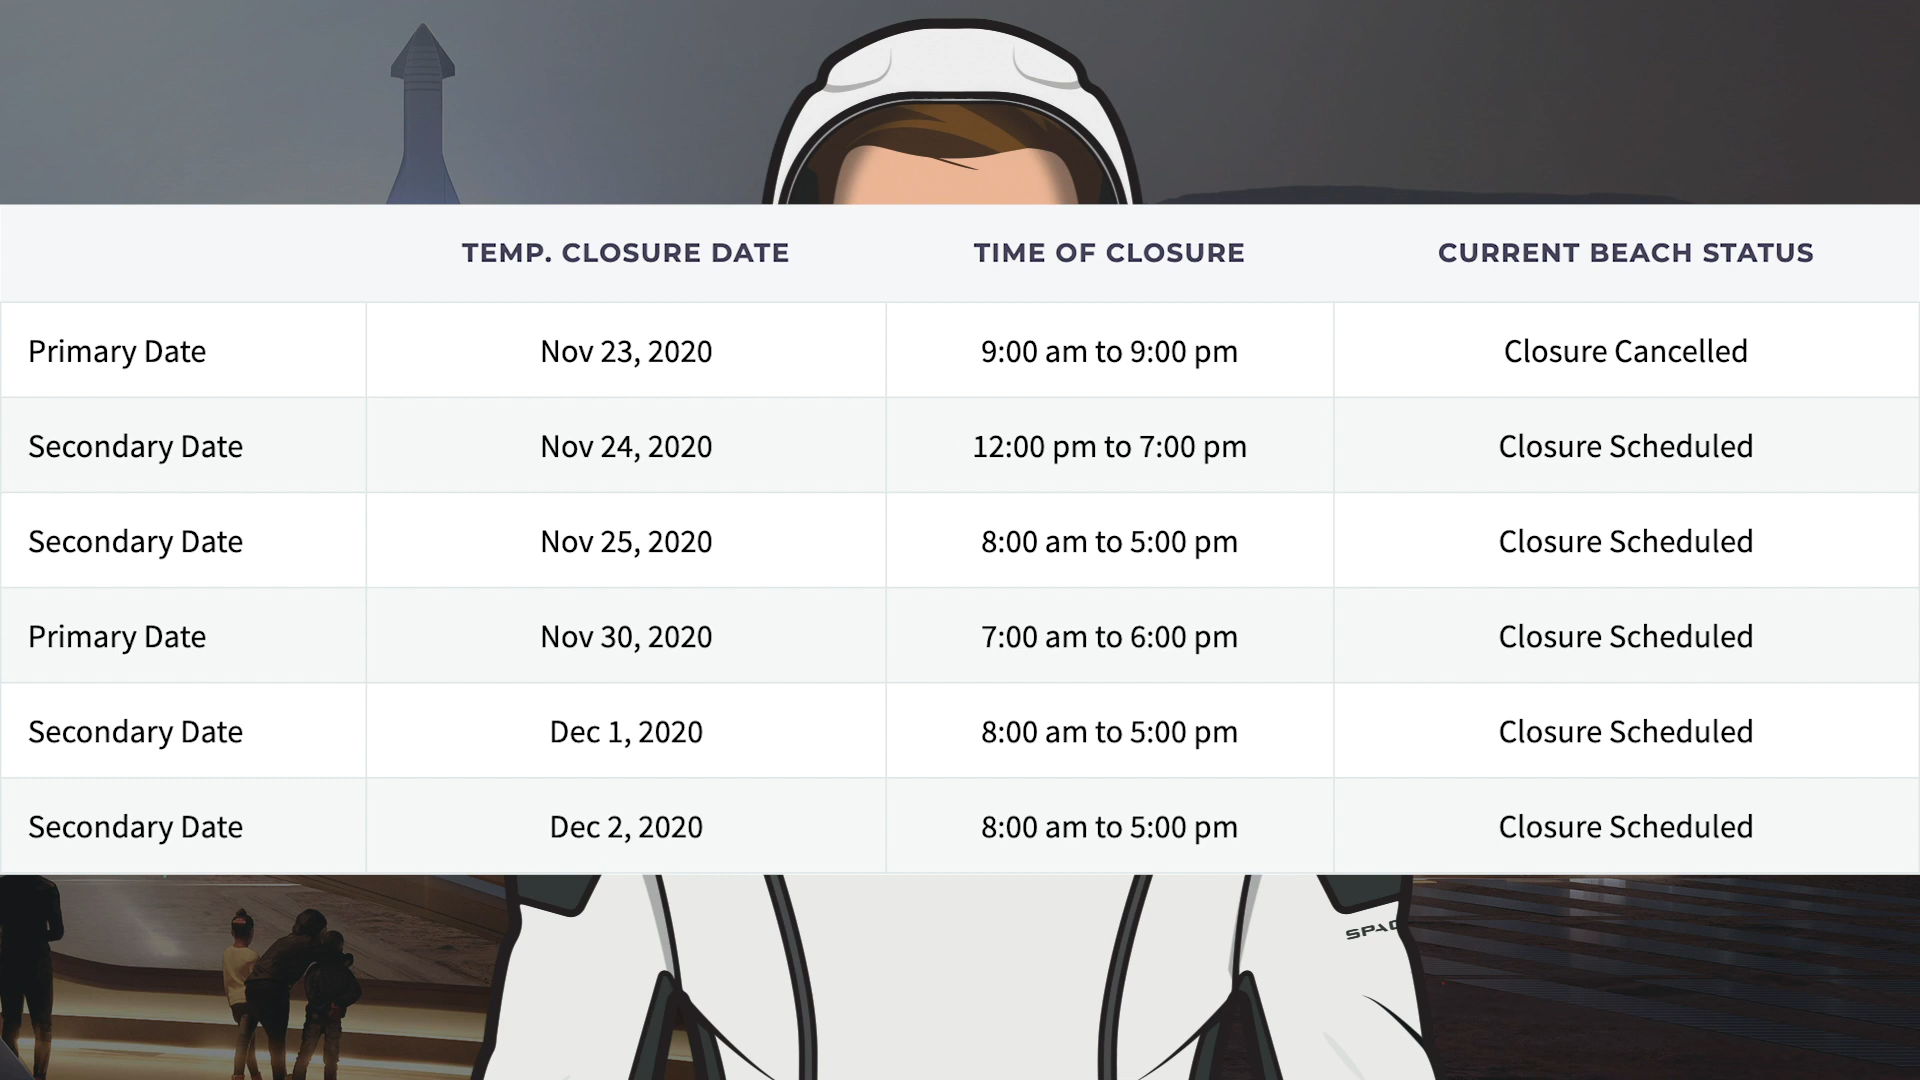 TEMP. CLOSURE DATE TIME OF CLOSURE CURRENT BEACH STATUS
Primary Date Nov 23, 2020 9:00 am to 9:00 pm Closure Cancelled
Secondary Date Nov 24, 2020 12:00 pm to 7:00 pm Closure Scheduled
Secondary Date Nov 25, 2020 8:00 am to 5:00 pm Closure Scheduled
Primary Date Nov 30, 2020 7:00 am to 6:00 pm Closure Scheduled
Secondary Date Dec 1, 2020 8:00 am to 5:00 pm Closure Scheduled
Secondary Date Dec 2, 2020 8:00 am to 5:00 pm Closure Scheduled
SPAC